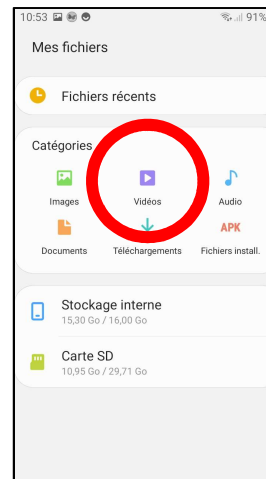 10:53 91%
Mes fichiers
Fichiers récents
Catégories
Images Vidéos Audio
APK
Documents Téléchargements Fichiers install.
Stockage interne
15,30 Go / 16,00 Go
Carte SD
10,95 Go / 29,71 Go